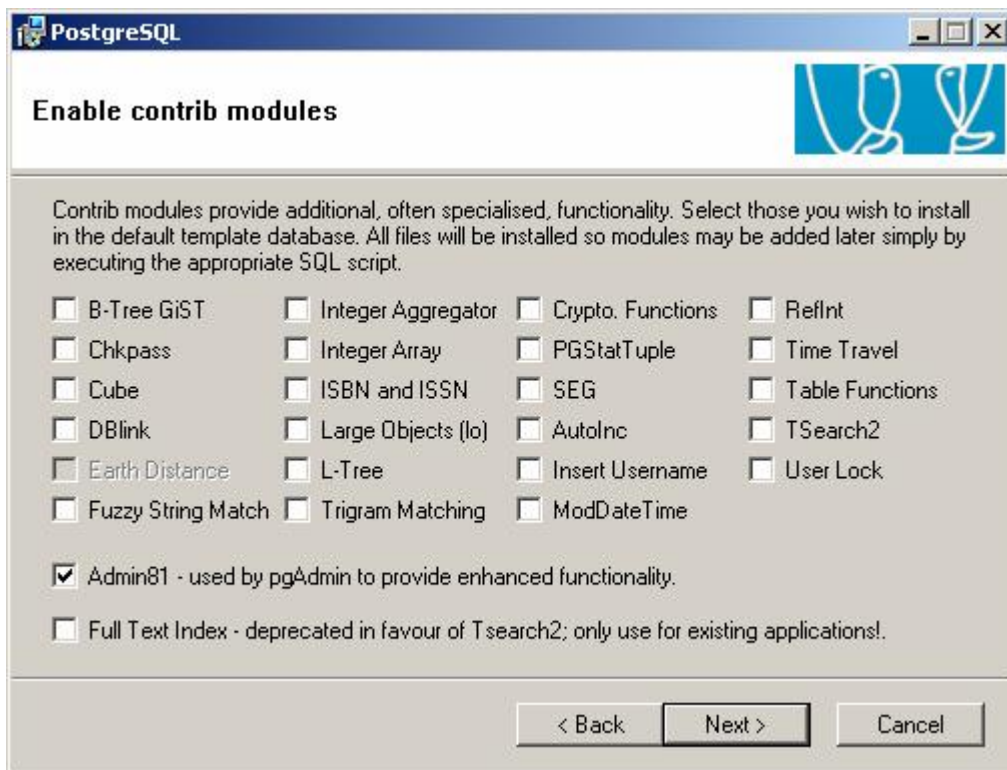 PostgreSQL
Enable contrib modules
Contrib modules provide additional, often specialised, functionality. Select those you wish to install
in the default template database. All files will be installed so modules may be added later simply by
executing the appropriate SQL script.
B-Tree GiST Integer Aggregator Crypto. Functions RefInt
Chkpass Integer Array PGStatTuple Time Travel
Cube ISBN and ISSN SEG Table Functions
DBlink Large Objects (lo) AutoInc TSearch2
Earth Distance L-Tree Insert Username User Lock
Fuzzy String Match Trigram Matching ModDateTime
Admin81 - used by pgAdmin to provide enhanced functionality.
Full Text Index - deprecated in favour of Tsearch2; only use for existing applications!.
< Back Next > Cancel